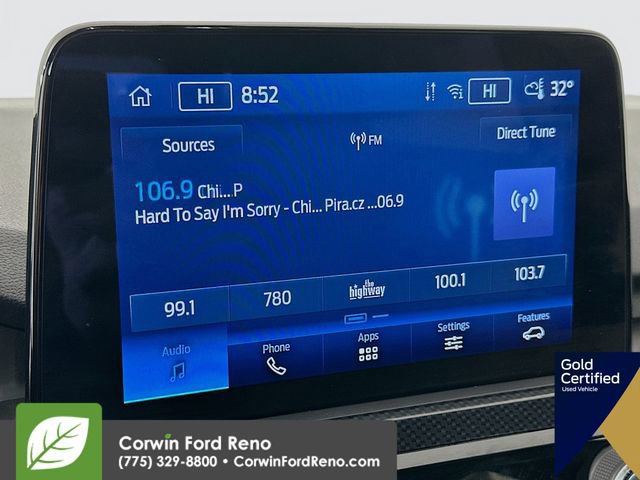 HI 8:52 HI 32°
Sources FM Direct Tune
106.9 Chi...P
Hard To Say I'm Sorry - Chi... Pira.cz ...06.9
99.1 780 the highway 100.1 103.7
Audio Phone Apps Settings Features
Gold
Certified
Used Vehicle
Corwin Ford Reno
(775) 329-8800 • CorwinFordReno.com